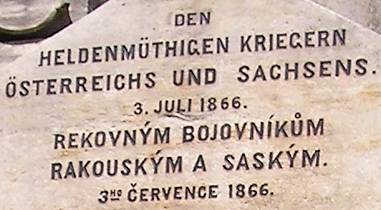 DEN
HELDENMÜTHIGEN KRIEGERN
ÖSTERREICHS UND SACHSENS.
3. JULI 1866.
REKOVNÝM BOJOVNÍKŮM
RAKOUSKÝM A SASKÝM.
3HO ČERVENCE 1866.